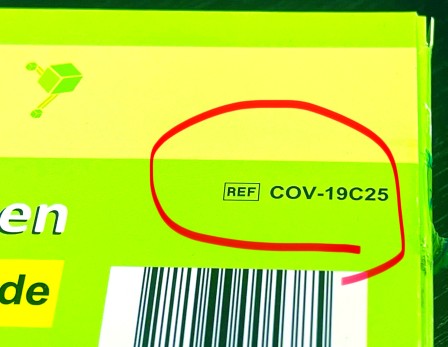 REF COV-19C25
en
de